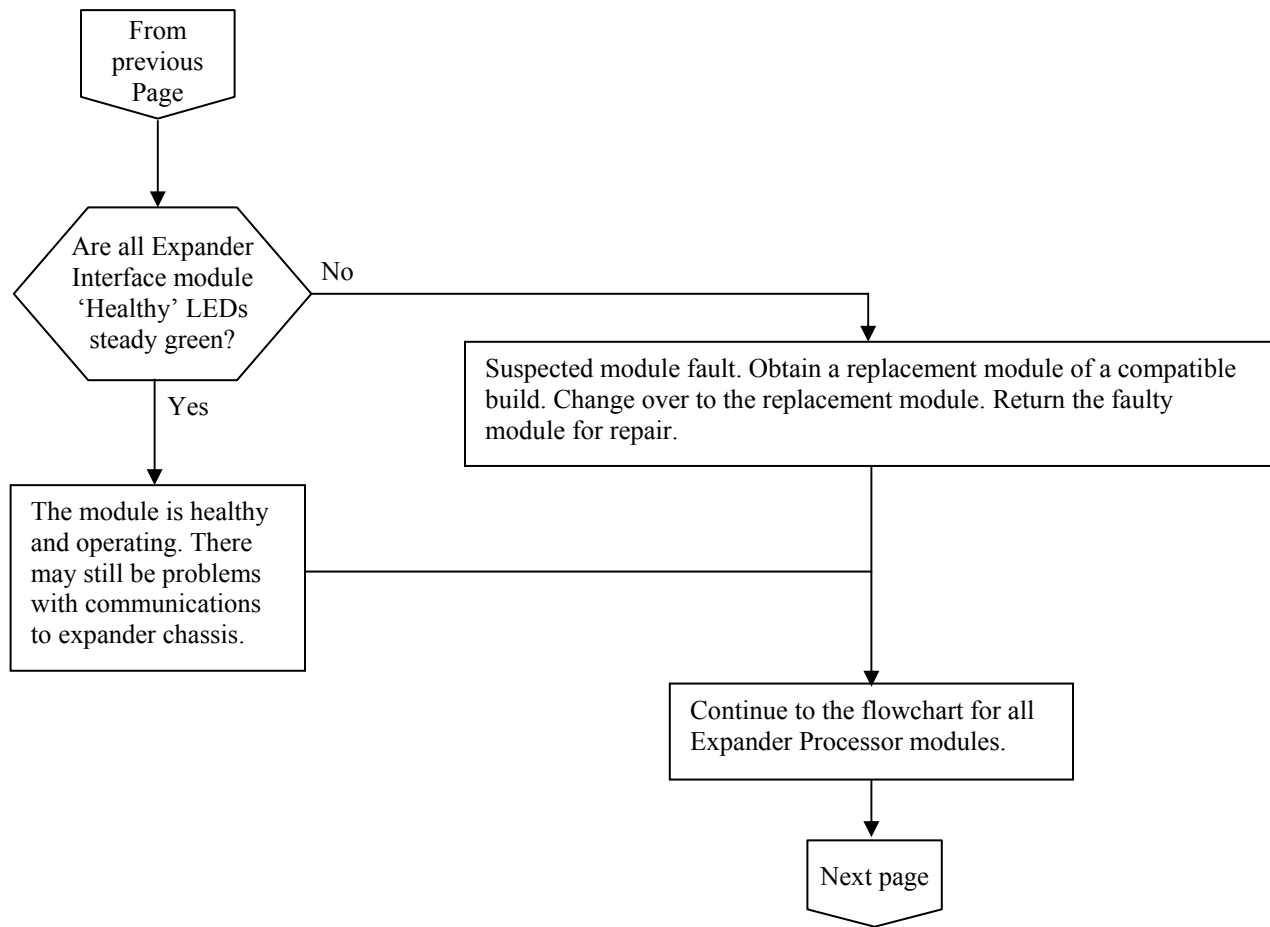 From
previous
Page
Are all Expander
Interface module
‘Healthy’ LEDs
steady green?
No
Yes
Suspected module fault. Obtain a replacement module of a compatible
build. Change over to the replacement module. Return the faulty
module for repair.
The module is healthy
and operating. There
may still be problems
with communications
to expander chassis.
Continue to the flowchart for all
Expander Processor modules.
Next page